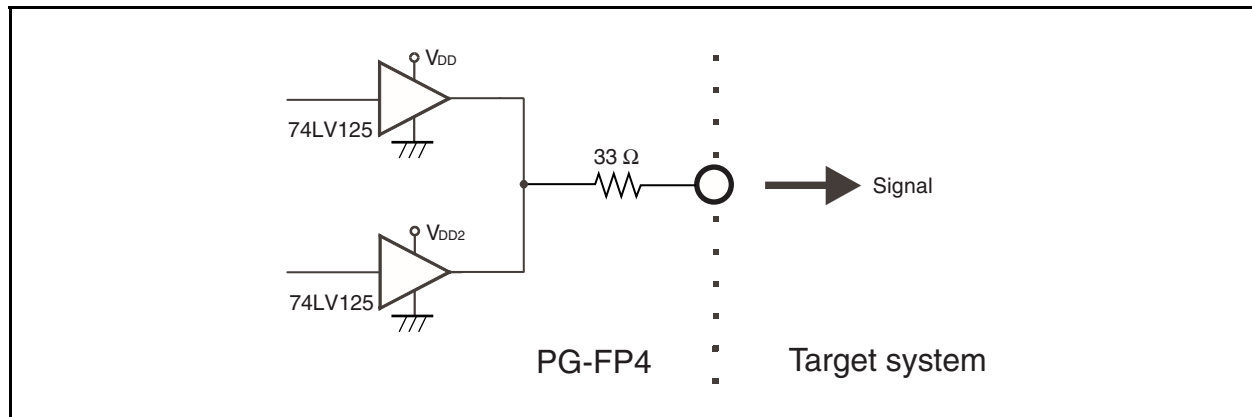 VDD
74LV125
33 Ω
Signal
VDD2
74LV125
PG-FP4
Target system